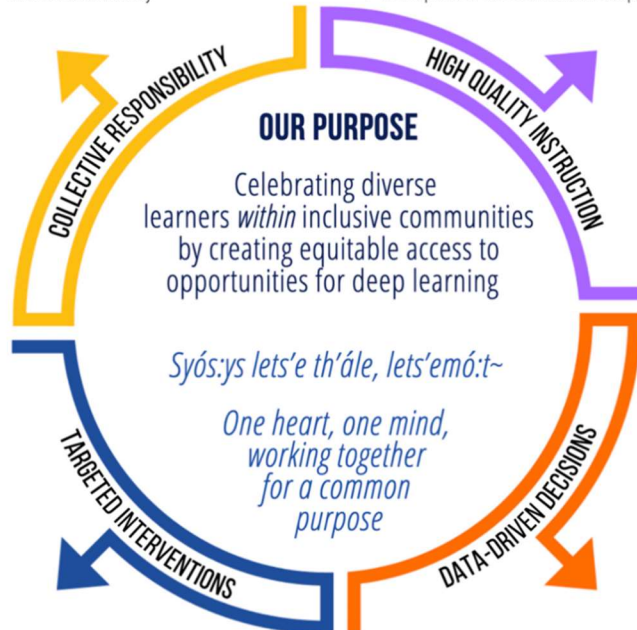 COLLECTIVE RESPONSIBILITY
HIGH QUALITY INSTRUCTION
OUR PURPOSE
Celebrating diverse
learners within inclusive communities
by creating equitable access to
opportunities for deep learning
Syós:ys lets'e th'ále, lets'emó:t~
One heart, one mind,
working together
for a common
purpose
TARGETED INTERVENTIONS
DATA-DRIVEN DECISIONS